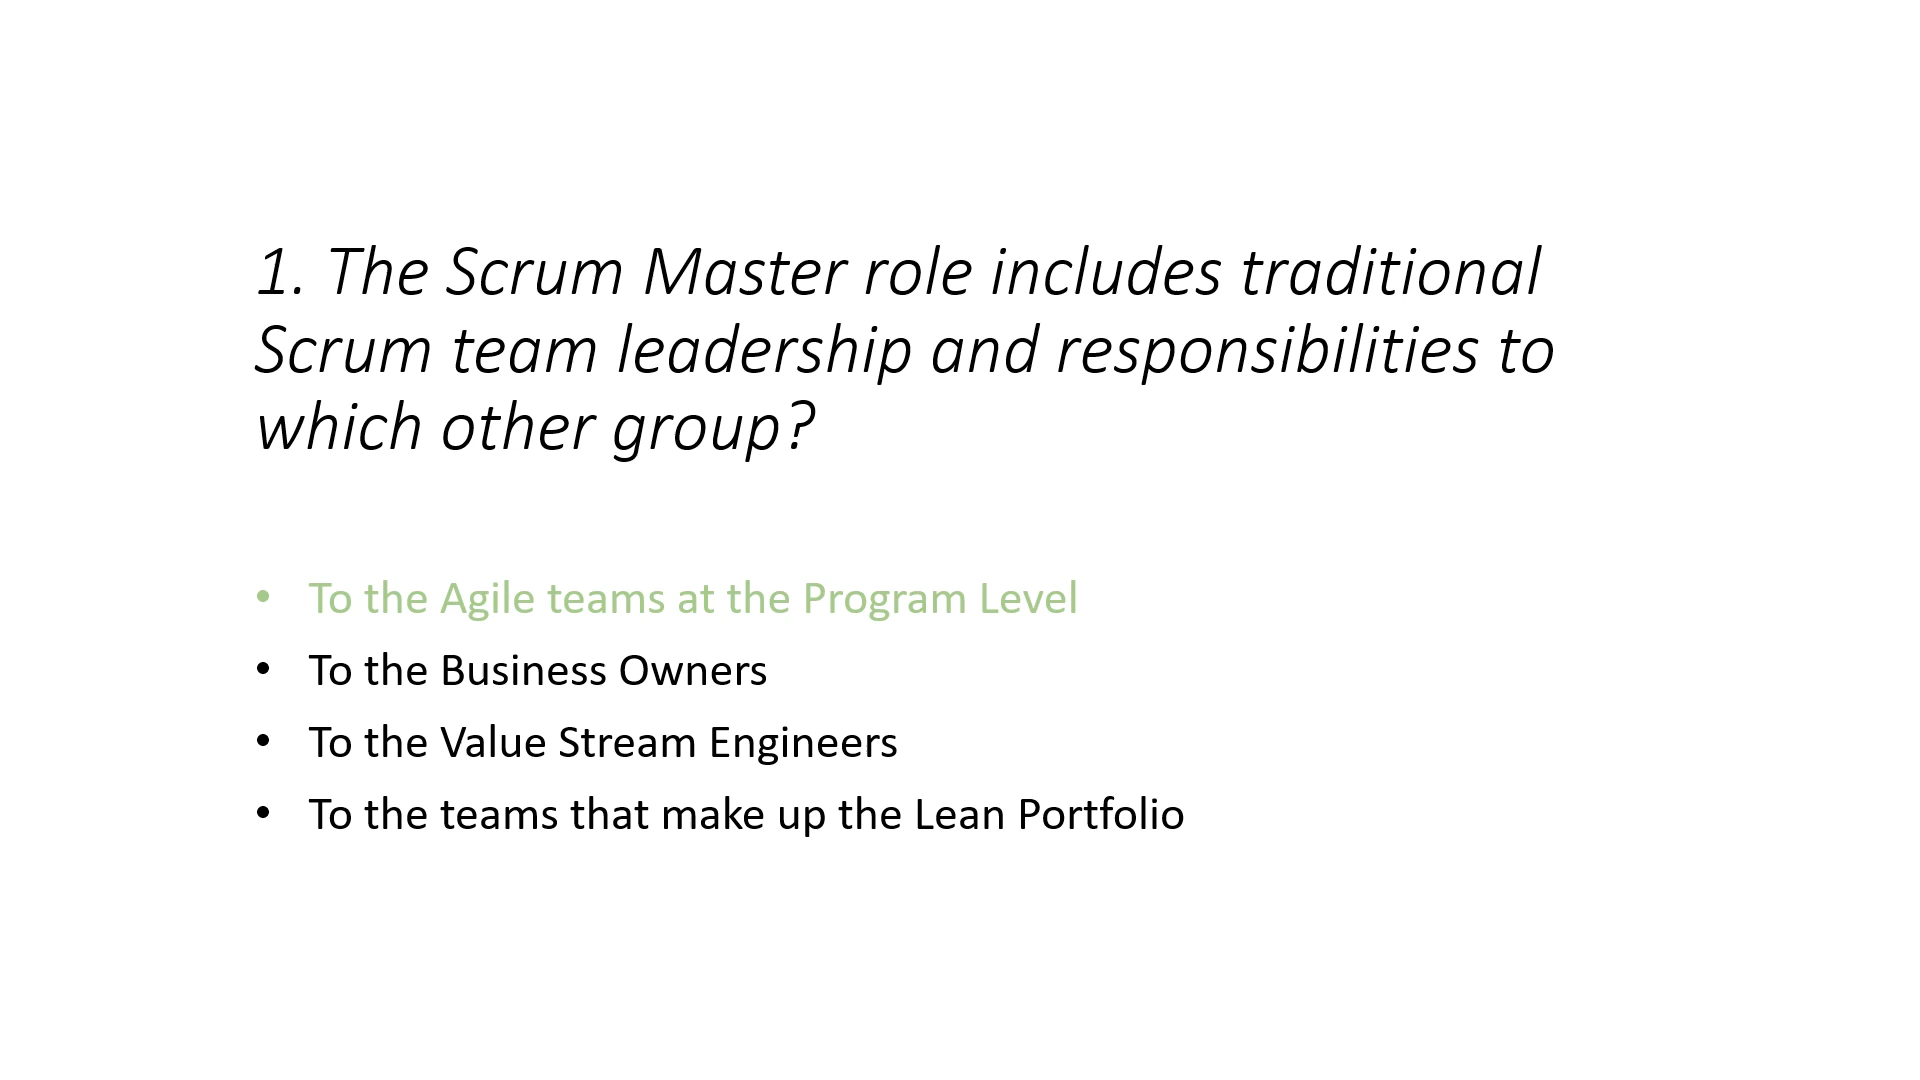 1. The Scrum Master role includes traditional
Scrum team leadership and responsibilities to
which other group?
• To the Agile teams at the Program Level
• To the Business Owners
• To the Value Stream Engineers
• To the teams that make up the Lean Portfolio